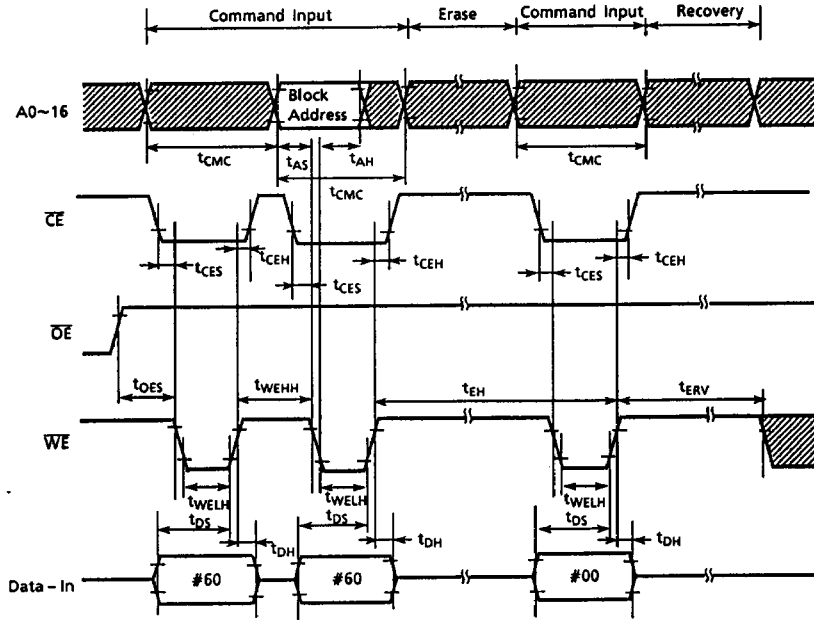 Command Input Erase Command Input Recovery
A0~16 Block Address
tCMC tAS tAH tCMC
tCMC
CE
tCES tCEH tCES tCEH tCES tCEH
OE
tOES tWEHH tEH tERV
WE
tWELH tWELH tWELH
tDS tDS tDS
tDH tDH tDH
Data – In #60 #60 #00